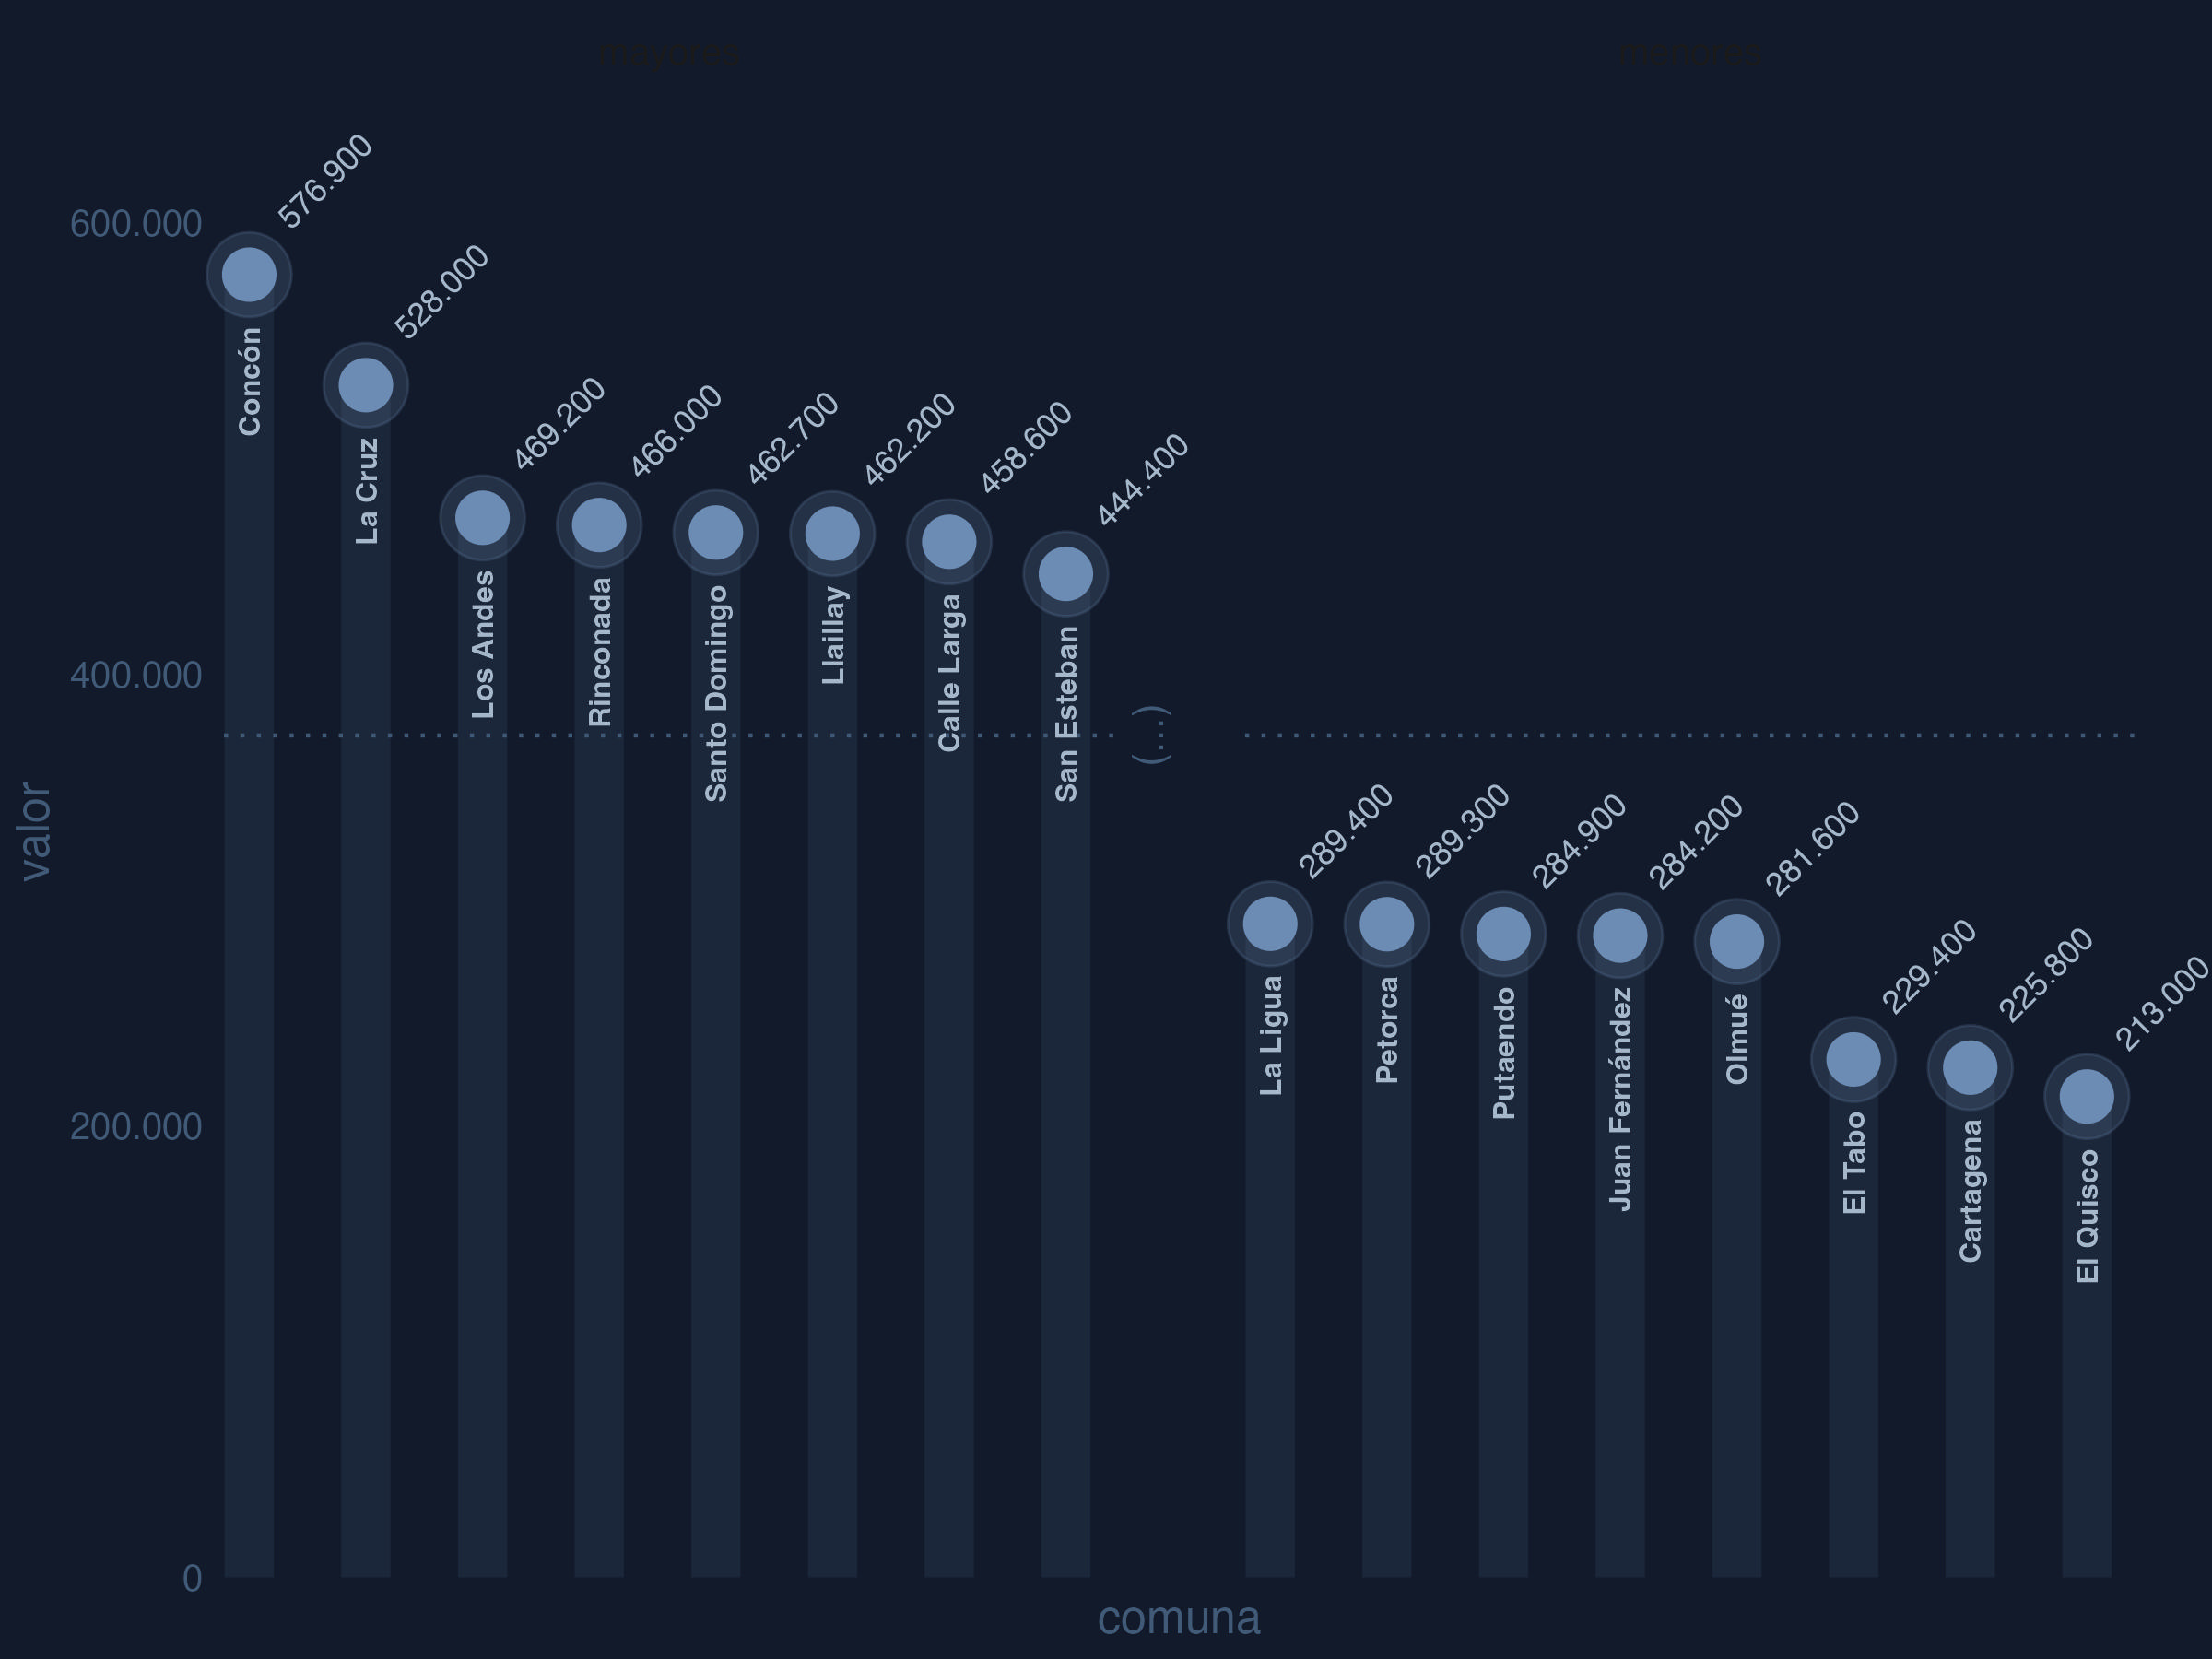 mayores
menores
600.000
400.000
200.000
0
valor
576.900
Concón
528.000
La Cruz
469.200
Los Andes
466.000
Rinconada
462.700
Santo Domingo
462.200
Llaillay
458.600
Calle Larga
444.400
San Esteban
(...)
289.400
La Ligua
289.300
Petorca
284.900
Putaendo
284.200
Juan Fernández
281.600
Olmué
229.400
El Tabo
225.800
Cartagena
213.000
El Quisco
comuna